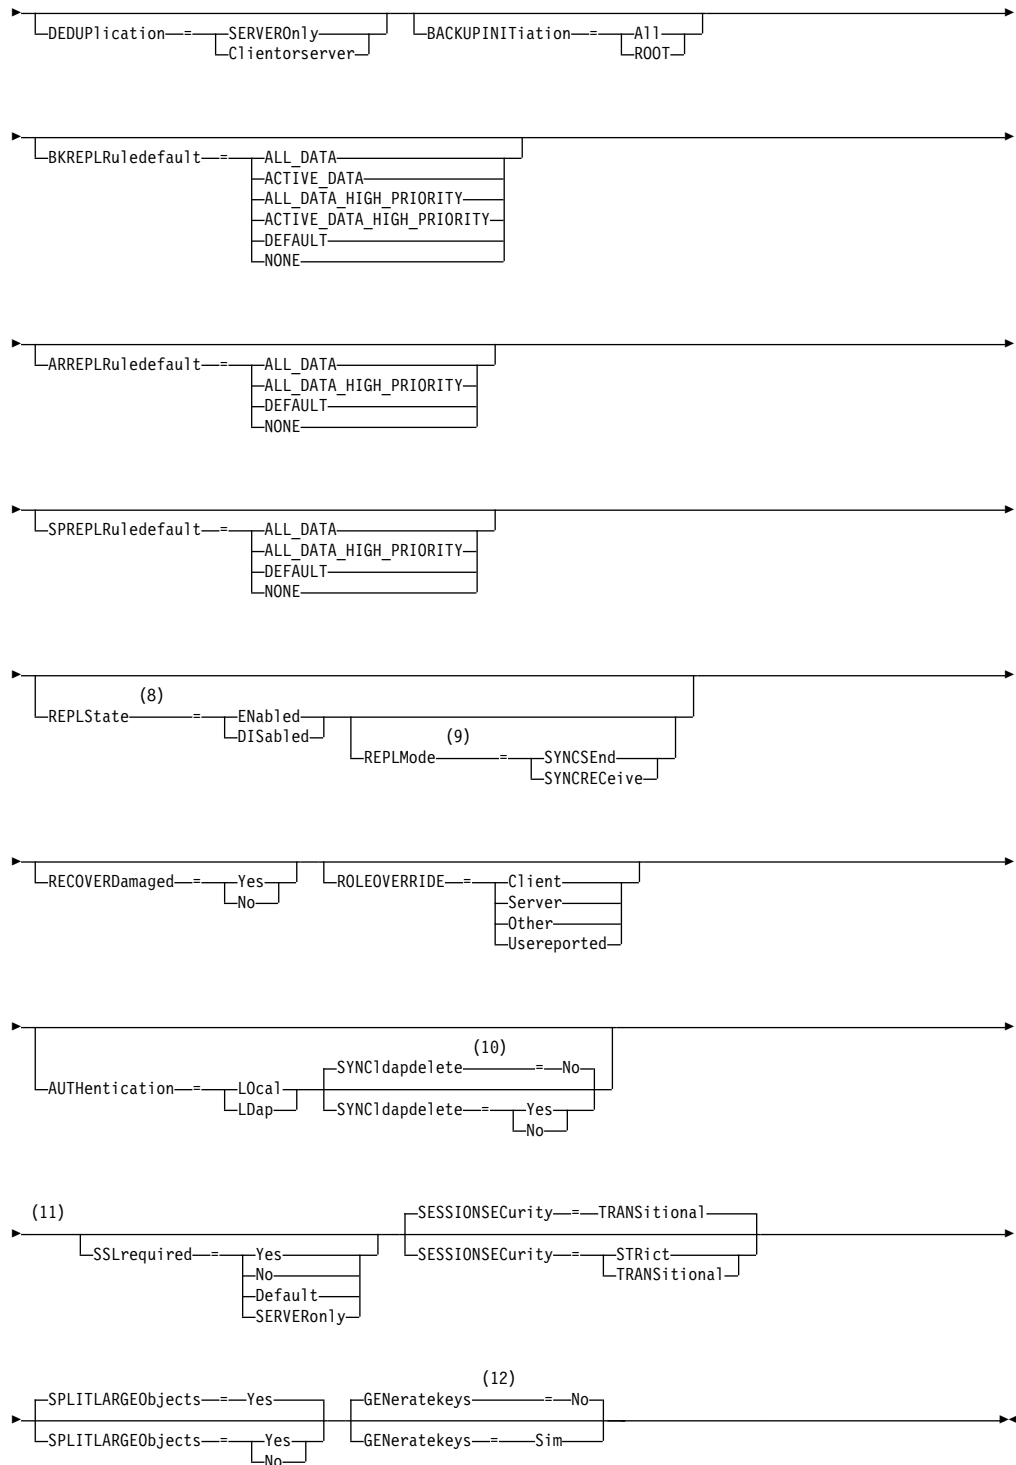 DEDUPlication = SERVEROnly BACKUPINITiation = All
Clientorserver ROOT
BKREPLRuledefault = ALL_DATA
ACTIVE_DATA
ALL_DATA_HIGH_PRIORITY
ACTIVE_DATA_HIGH_PRIORITY
DEFAULT
NONE
ARREPLRuledefault = ALL_DATA
ALL_DATA_HIGH_PRIORITY
DEFAULT
NONE
SPREPLRuledefault = ALL_DATA
ALL_DATA_HIGH_PRIORITY
DEFAULT
NONE
(8)
REPLState = ENabled
DISabled
(9)
REPLMode = SYNCSEnd
SYNCRECeive
RECOVERDamaged = Yes ROLEOVERRIDE = Client
No Server
Other
Usereported
(10)
SYNCldapdelete = No
AUTHentication = LOcal
LDap SYNCldapdelete = Yes
No
(11) SESSIONSECurity = TRANSitional
SSLrequired = Yes SESSIONSECurity = STRict
No TRANSitional
Default
SERVERonly
(12)
SPLITLARGEObjects = Yes GENeratekeys = No
SPLITLARGEObjects = Yes GENeratekeys = Sim
No